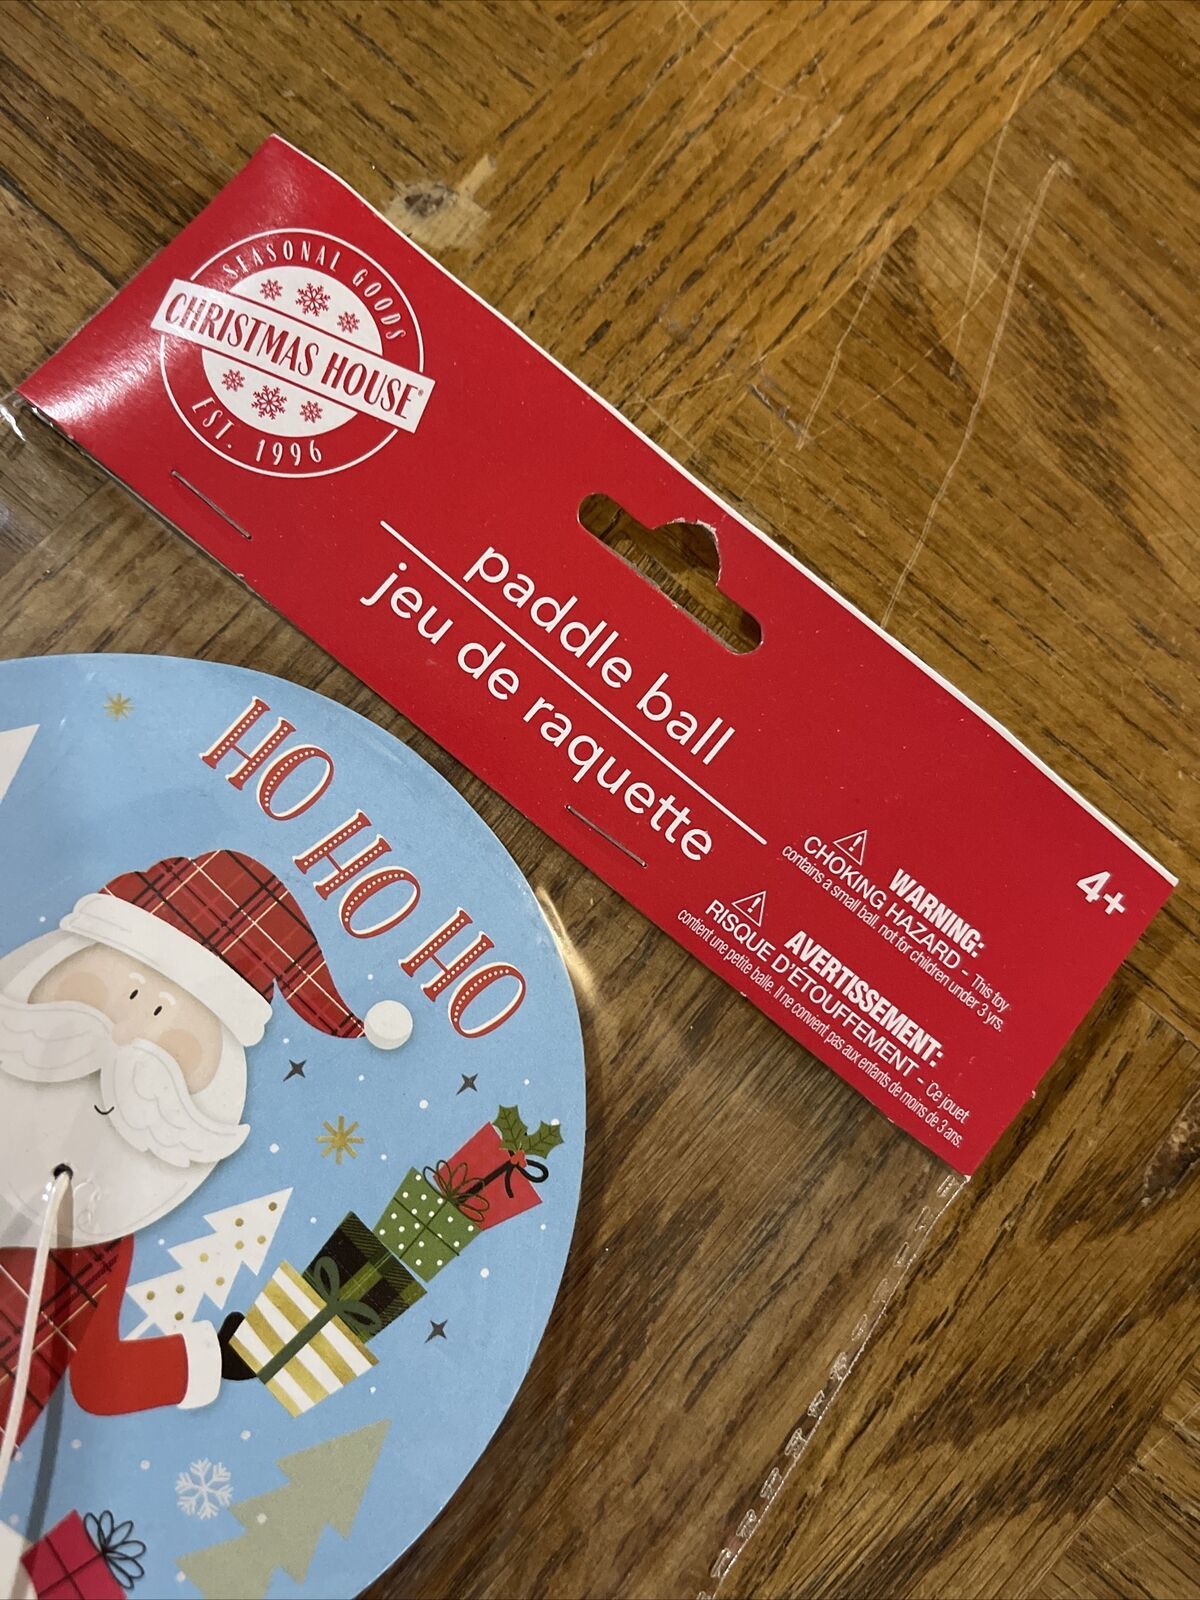 SEASONAL GOODS
CHRISTMAS HOUSE®
EST. 1996
paddle ball
jeu de raquette
4+
WARNING:
CHOKING HAZARD - This toy
contains a small ball. not for children under 3 yrs.
AVERTISSEMENT:
RISQUE D'ÉTOUFFEMENT - Ce jouet
contient une petite balle. Il ne convient pas aux enfants de moins de 3 ans.
HO HO HO